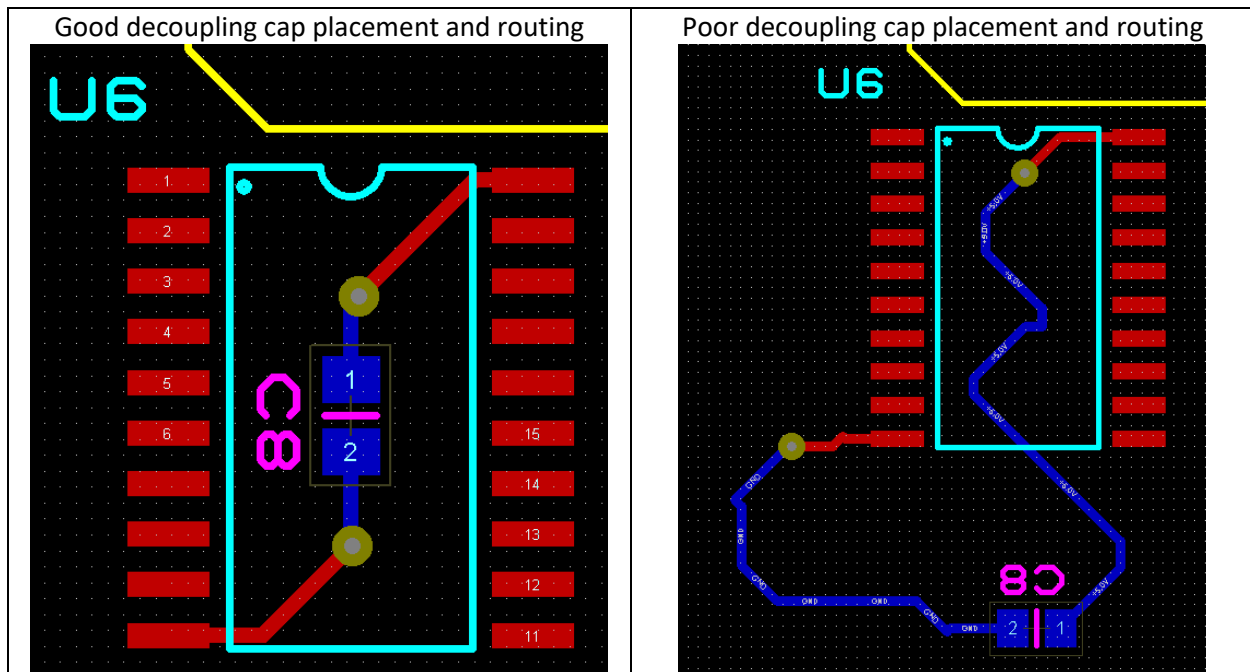 Good decoupling cap placement and routing
U6
1
2
3
4
5
6
C8
1
2
15
14
13
12
11
Poor decoupling cap placement and routing
U6
+5.0V
+5.0V
+5.0V
+5.0V
+5.0V
+5.0V
+5.0V
GND
GND
GND
GND
GND
GND
GND
C8
2 1